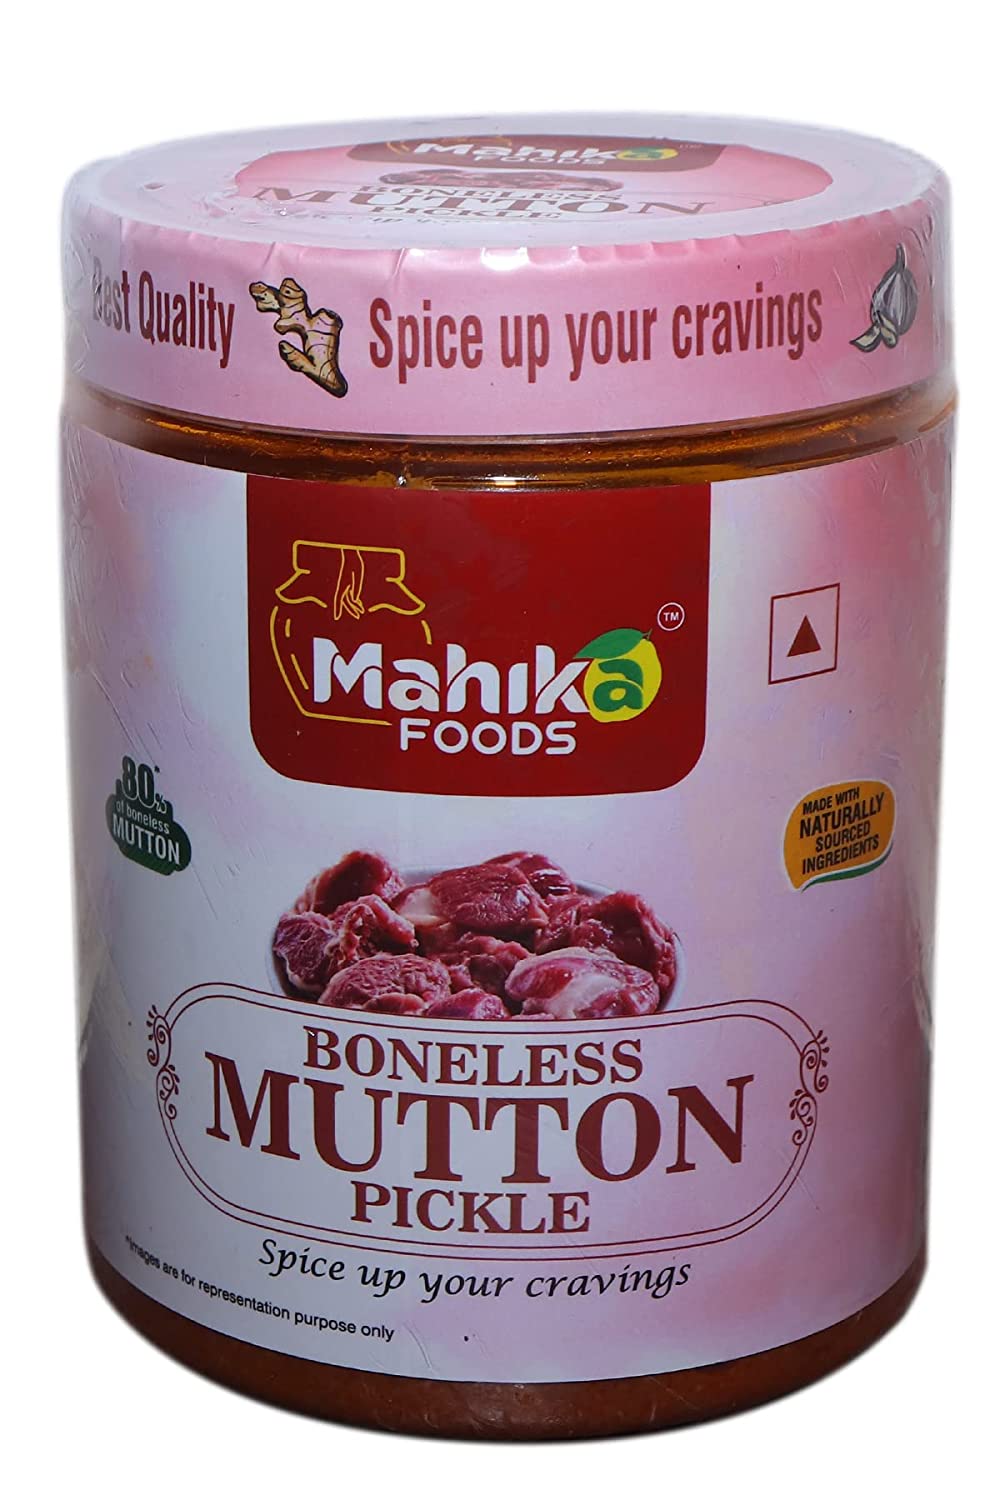 Mahika
FOODS
BONELESS
MUTTON
PICKLE
Best Quality
Spice up your cravings
Mahika
TM
FOODS
80%
of boneless
MUTTON
MADE WITH
NATURALLY
SOURCED
INGREDIENTS
BONELESS
MUTTON
PICKLE
Spice up your cravings
*Images are for representation purpose only